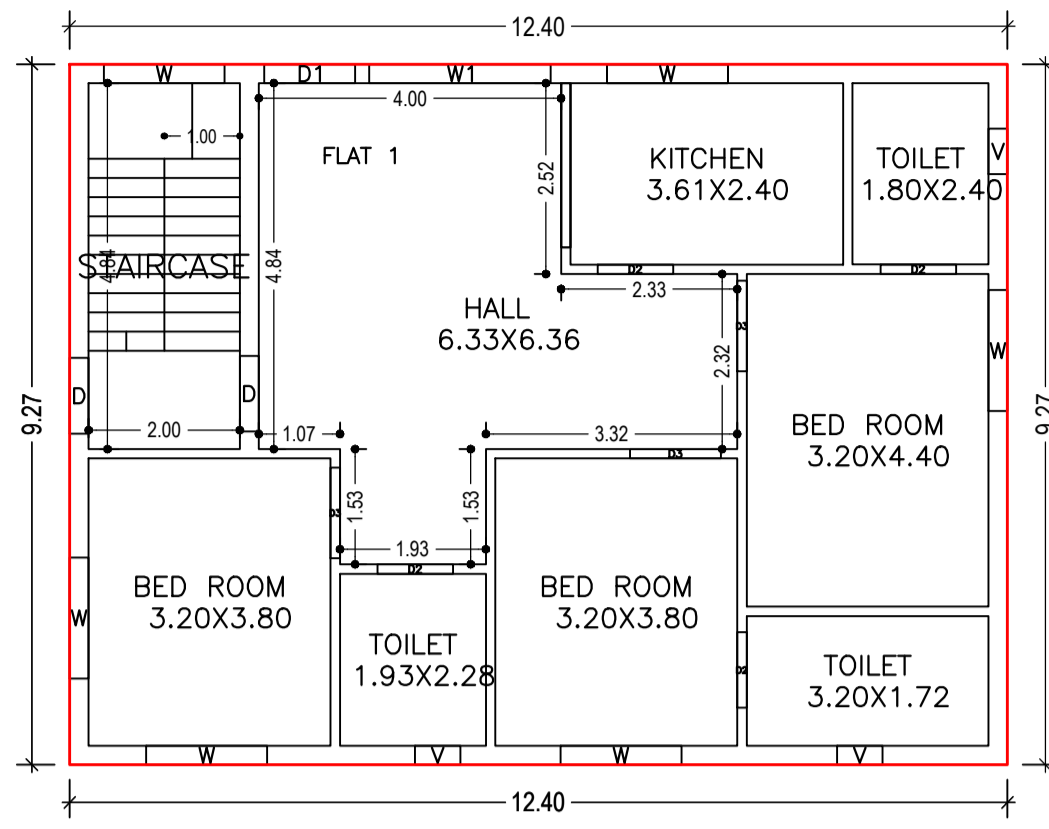 12.40
W
D1
W1
W
4.00
1.00
FLAT 1
2.52
KITCHEN
3.61X2.40
TOILET
1.80X2.40
V
STAIRCASE
4.84
4.84
D2
D2
2.33
HALL
6.33X6.36
D3
2.32
W
D
D
9.27
9.27
2.00
1.07
3.32
BED ROOM
3.20X4.40
D3
D3
1.53
1.53
1.93
D2
BED ROOM
3.20X3.80
BED ROOM
3.20X3.80
W
TOILET
1.93X2.28
D2
TOILET
3.20X1.72
W
V
W
V
12.40